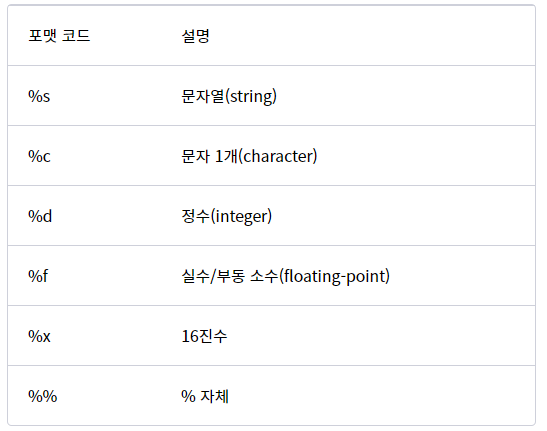 포맷 코드 설명
%s 문자열(string)
%c 문자 1개(character)
%d 정수(integer)
%f 실수/부동 소수(floating-point)
%x 16진수
%% % 자체